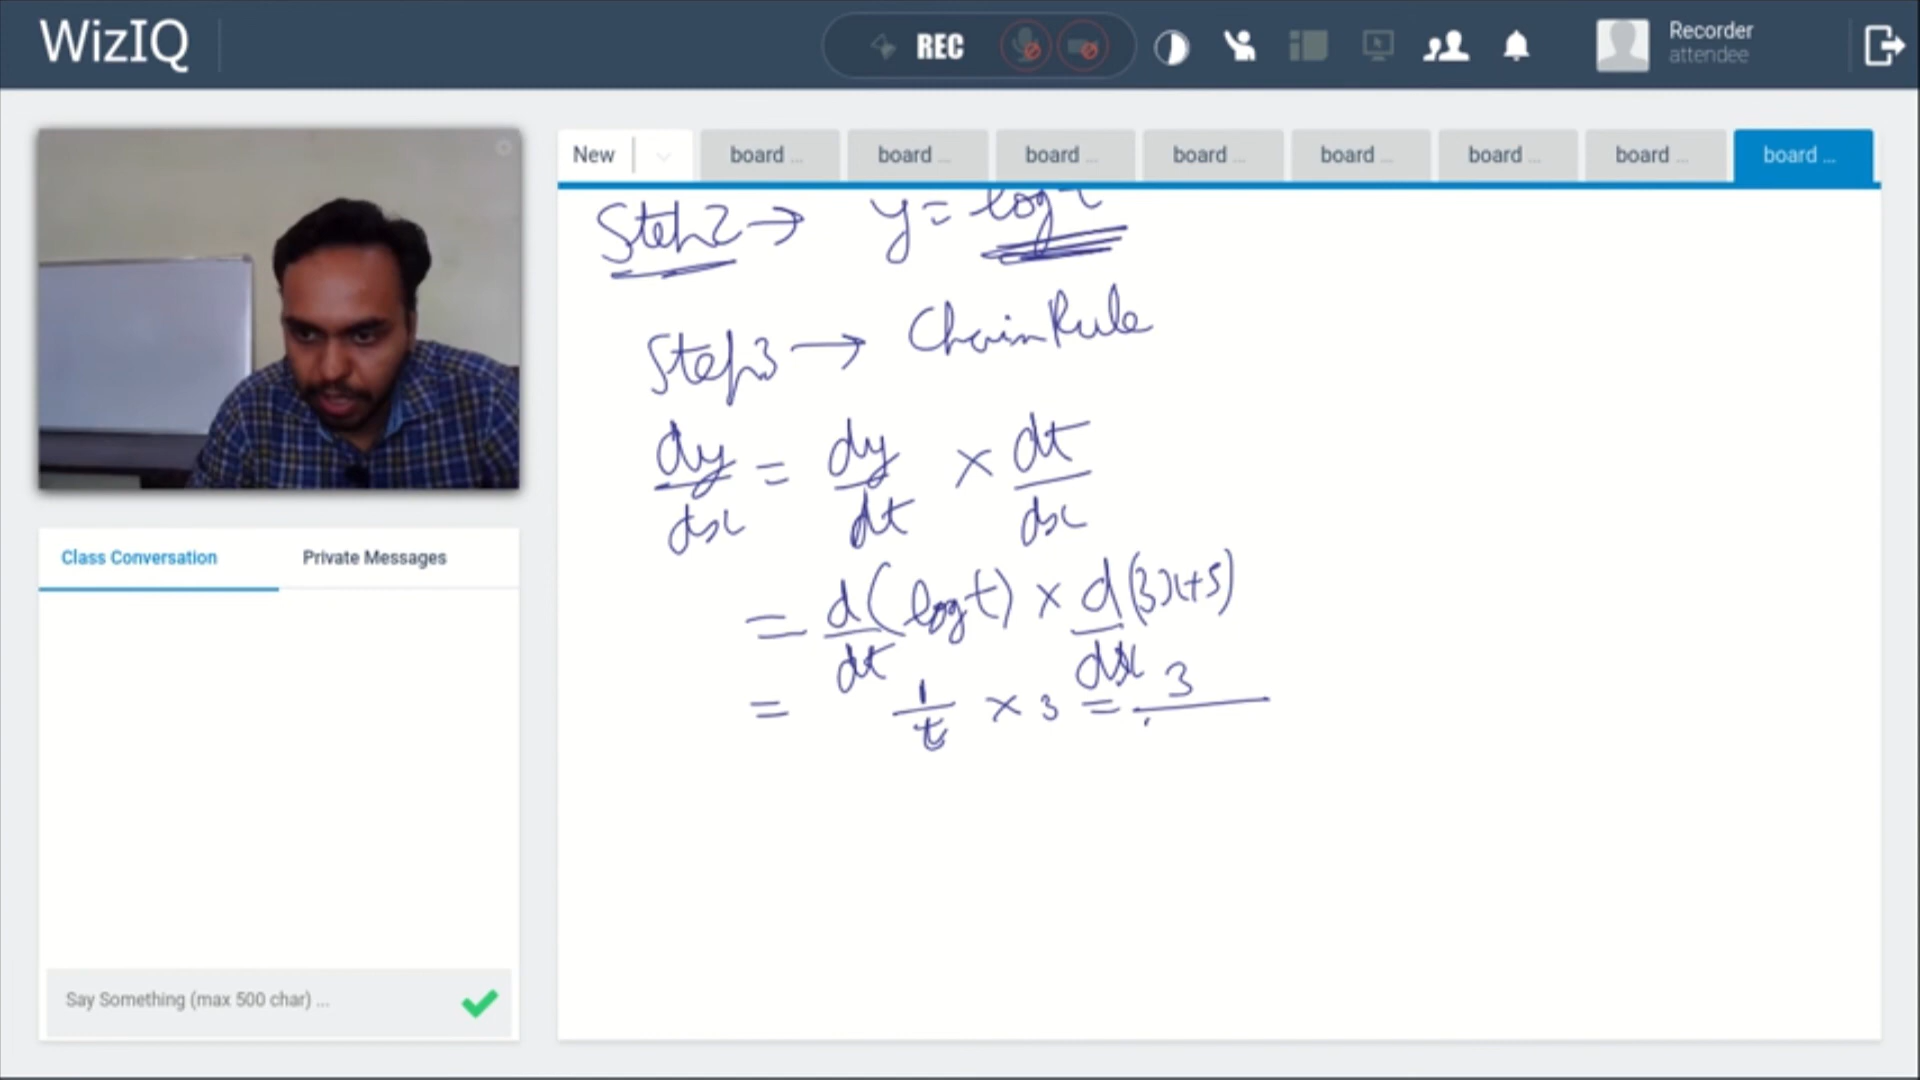 WizIQ
REC
Recorder
attendee
New
board ...
board ...
board ...
board ...
board ...
board ...
board ...
board ...
Step2 → y = log t
Step3 → Chain Rule
dy/dx = dy/dt × dt/dx
= d/dt (log t) × d/dx (3x+5)
= 1/t × 3 = 3
Class Conversation
Private Messages
Say Something (max 500 char) ...